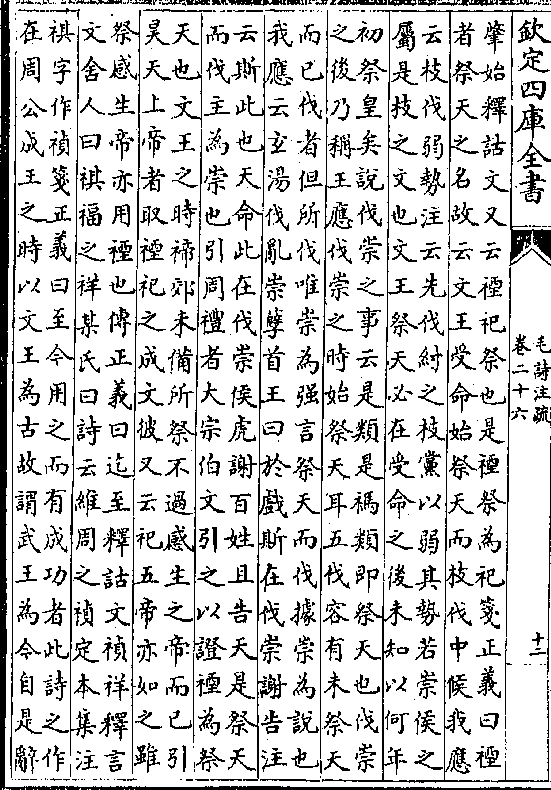 欽定四庫全書
毛詩注疏
卷二十六
十三
肇始釋詁文又云禋祀祭也是禋祭為祀箋正義曰禋
者祭天之名故云文王受命始祭天而枝伐中候我應
云枝伐弱勢注云先伐紂之枝黨以弱其勢若崇侯之
屬是枝之文也文王祭天必在受命之後未知以何年
初祭皇矣說伐崇之事云是類是禡類即祭天也伐崇
之後乃稱王應伐崇之時始祭天耳五伐容有未祭天
而已伐者但所伐唯崇為强言祭天而伐據崇為說也
我應云玄湯伐亂崇孽首王曰於戲斯在伐崇謝告注
云斯此也天命此在伐崇侯虎謝百姓且告天是祭天
而伐主為崇也引周禮者大宗伯文引之以證禋為祭
天也文王之時禘郊未備所祭不過感生之帝而已引
昊天上帝者取禋祀之成文彼又云祀五帝亦如之雖
祭感生帝亦用禋也傳正義曰迄至釋詁文禎祥釋言
文舍人曰祺福之祥某氏曰詩云維周之禎定本集注
祺字作禎箋正義曰至今用之而有成功者此詩之作
在周公成王之時以文王為古故謂武王為今自是辭